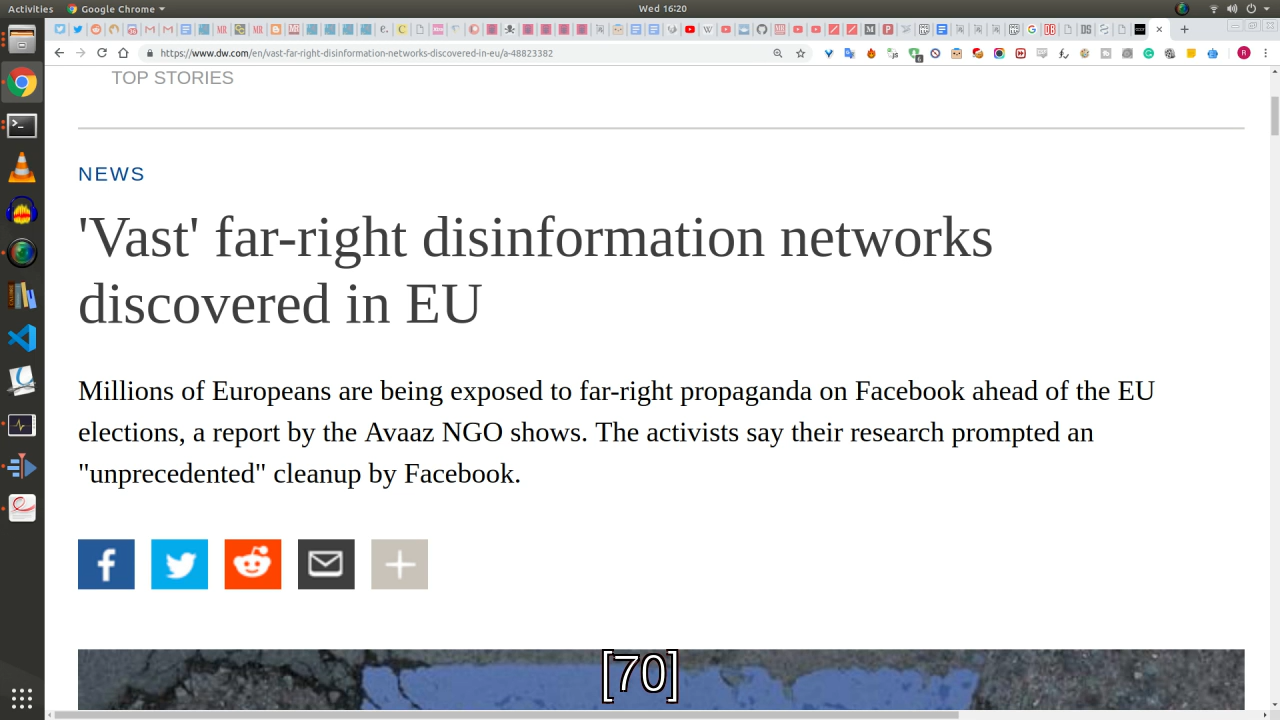 Activities
Google Chrome
Wed 16:20
https://www.dw.com/en/vast-far-right-disinformation-networks-discovered-in-eu/a-48823382
TOP STORIES
NEWS
'Vast' far-right disinformation networks
discovered in EU
Millions of Europeans are being exposed to far-right propaganda on Facebook ahead of the EU
elections, a report by the Avaaz NGO shows. The activists say their research prompted an
"unprecedented" cleanup by Facebook.
[70]